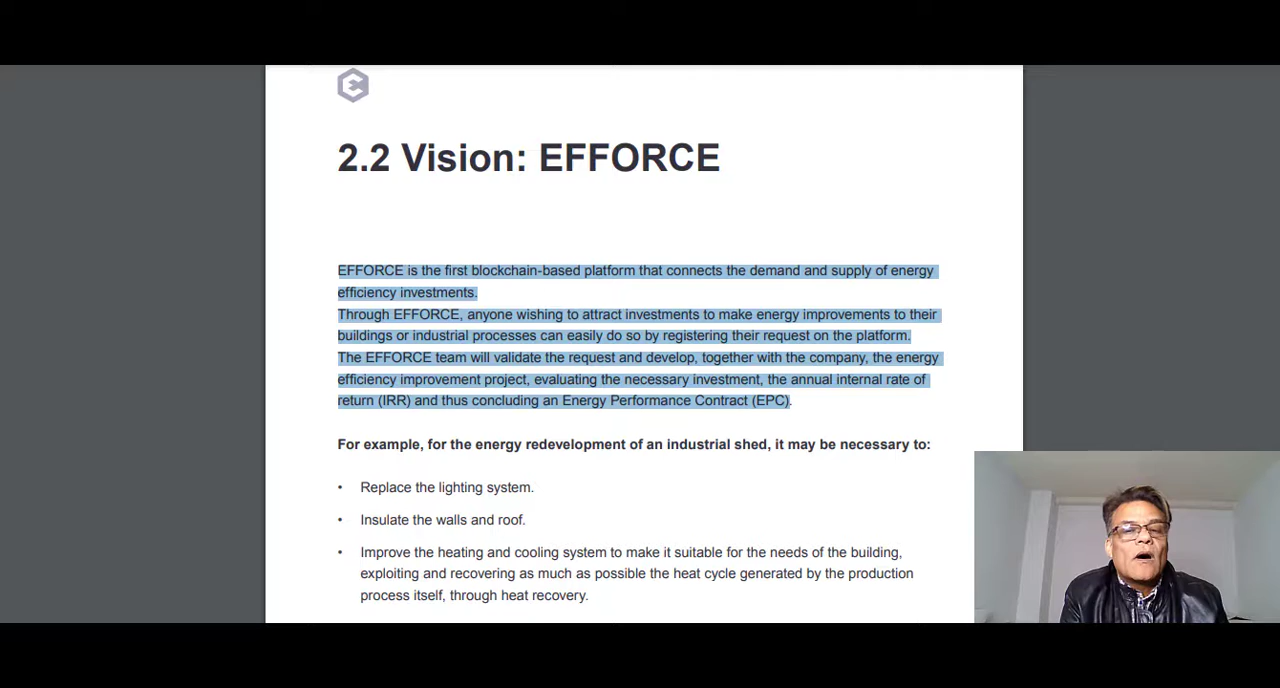 2.2 Vision: EFFORCE
EFFORCE is the first blockchain-based platform that connects the demand and supply of energy
efficiency investments.
Through EFFORCE, anyone wishing to attract investments to make energy improvements to their
buildings or industrial processes can easily do so by registering their request on the platform.
The EFFORCE team will validate the request and develop, together with the company, the energy
efficiency improvement project, evaluating the necessary investment, the annual internal rate of
return (IRR) and thus concluding an Energy Performance Contract (EPC).
For example, for the energy redevelopment of an industrial shed, it may be necessary to:
• Replace the lighting system.
• Insulate the walls and roof.
• Improve the heating and cooling system to make it suitable for the needs of the building,
exploiting and recovering as much as possible the heat cycle generated by the production
process itself, through heat recovery.